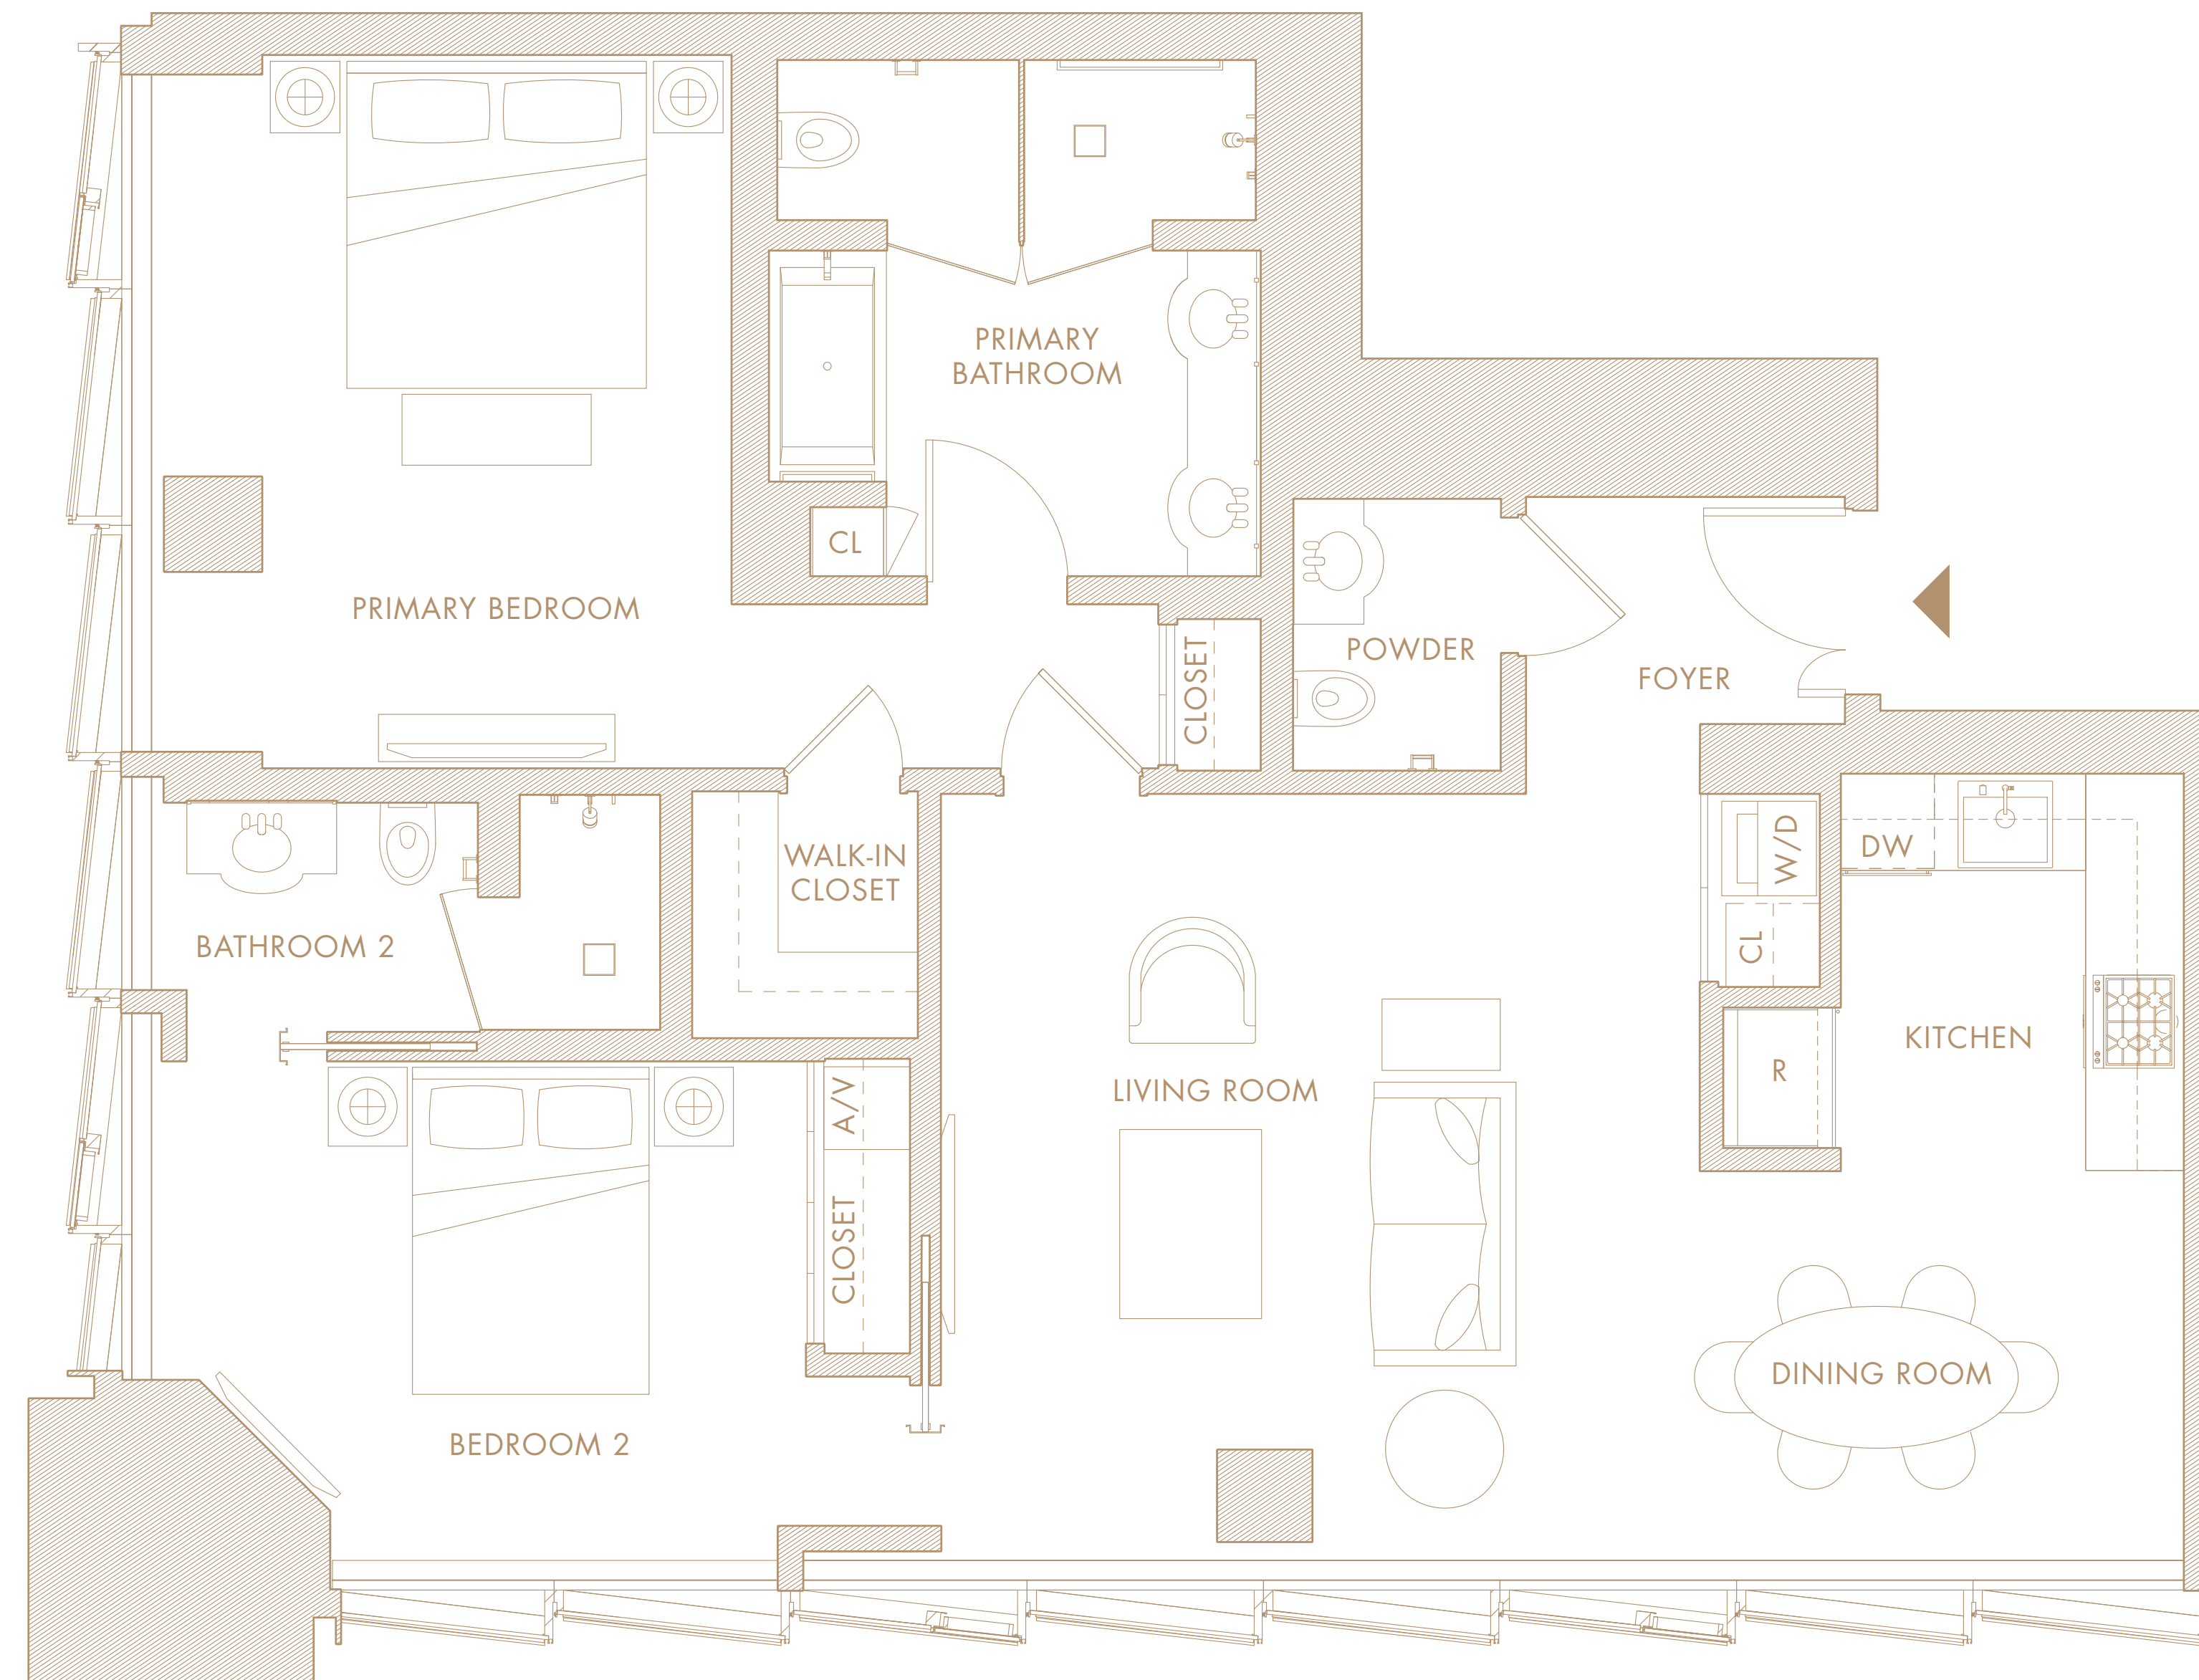 PRIMARY
BATHROOM
CL
PRIMARY BEDROOM
CLOSET
POWDER
FOYER
WALK-IN
CLOSET
W/D
DW
BATHROOM 2
CL
KITCHEN
R
LIVING ROOM
A/V
CLOSET
DINING ROOM
BEDROOM 2